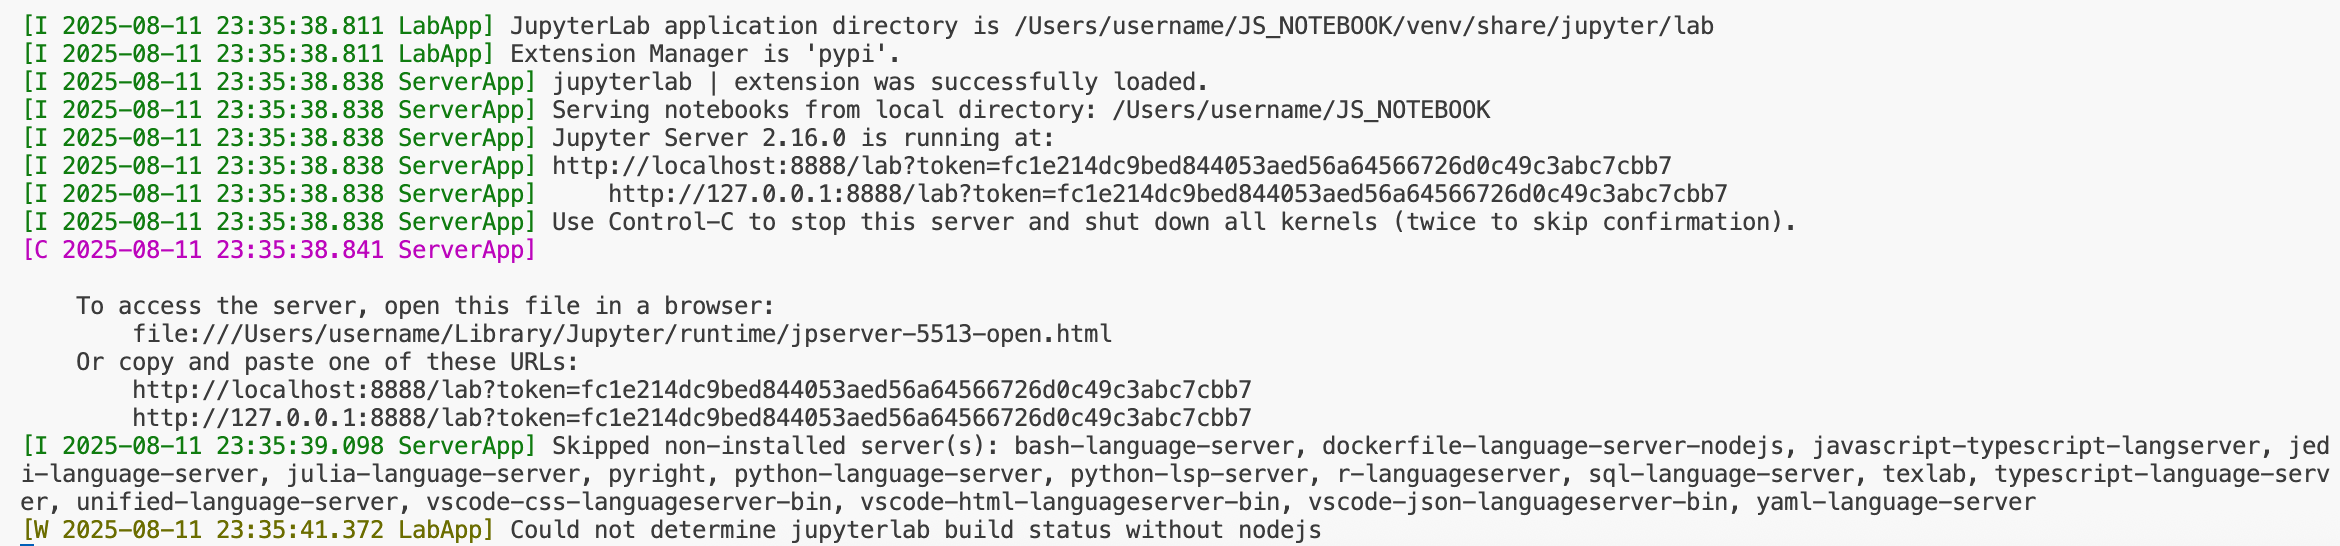 [I 2025-08-11 23:35:38.811 LabApp] JupyterLab application directory is /Users/username/JS_NOTEBOOK/venv/share/jupyter/lab
[I 2025-08-11 23:35:38.811 LabApp] Extension Manager is 'pypi'.
[I 2025-08-11 23:35:38.838 ServerApp] jupyterlab | extension was successfully loaded.
[I 2025-08-11 23:35:38.838 ServerApp] Serving notebooks from local directory: /Users/username/JS_NOTEBOOK
[I 2025-08-11 23:35:38.838 ServerApp] Jupyter Server 2.16.0 is running at:
[I 2025-08-11 23:35:38.838 ServerApp] http://localhost:8888/lab?token=fc1e214dc9bed844053aed56a64566726d0c49c3abc7cbb7
[I 2025-08-11 23:35:38.838 ServerApp]     http://127.0.0.1:8888/lab?token=fc1e214dc9bed844053aed56a64566726d0c49c3abc7cbb7
[I 2025-08-11 23:35:38.838 ServerApp] Use Control-C to stop this server and shut down all kernels (twice to skip confirmation).
[C 2025-08-11 23:35:38.841 ServerApp]
    To access the server, open this file in a browser:
        file:///Users/username/Library/Jupyter/runtime/jpserver-5513-open.html
    Or copy and paste one of these URLs:
        http://localhost:8888/lab?token=fc1e214dc9bed844053aed56a64566726d0c49c3abc7cbb7
        http://127.0.0.1:8888/lab?token=fc1e214dc9bed844053aed56a64566726d0c49c3abc7cbb7
[I 2025-08-11 23:35:39.098 ServerApp] Skipped non-installed server(s): bash-language-server, dockerfile-language-server-nodejs, javascript-typescript-langserver, jed
i-language-server, julia-language-server, pyright, python-language-server, python-lsp-server, r-languageserver, sql-language-server, texlab, typescript-language-serv
er, unified-language-server, vscode-css-languageserver-bin, vscode-html-languageserver-bin, vscode-json-languageserver-bin, yaml-language-server
[W 2025-08-11 23:35:41.372 LabApp] Could not determine jupyterlab build status without nodejs